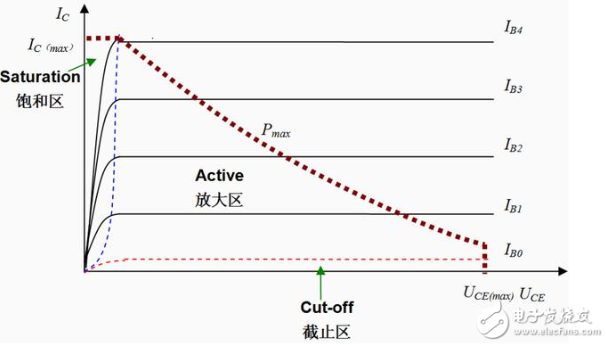 I_C
I_C（max）
I_B4
Saturation
饱和区
I_B3
P_max
I_B2
Active
放大区
I_B1
I_B0
Cut-off
截止区
U_CE(max) U_CE
电子发烧友
www.elecfans.com